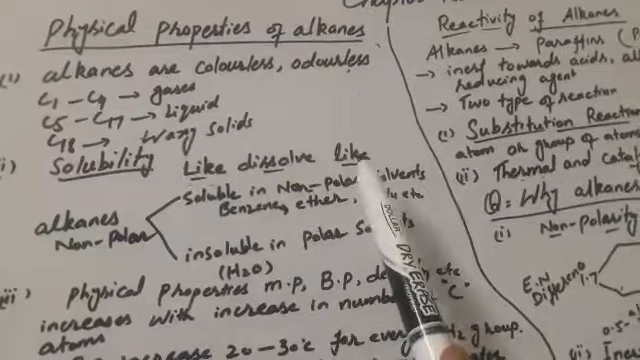 Physical Properties of alkanes
(i) alkanes are colourless, odourless
C1 – C4 → gases
C5 – C17 → Liquid
C18 → Waxy Solids
Solubility Like dissolve like
alkanes
Non-Polar
Soluble in Non-Polar
Benzene, ether, etc
insoluble in Polar
(H2O)
iii) Physical Properties m.p, B.P, etc
increases with increase in "C"
atoms
20-30°C for every group.
Reactivity of Alkanes
Alkanes → Paraffins
→ inert towards acids,
reducing agent
→ Two type of reaction
(i) Substitution Reaction
atom or group of atom
(ii) Thermal and
Q: Why alkanes
(i) Non-Polarity
E.N
1.7
DOLLAR
DRY ERASE